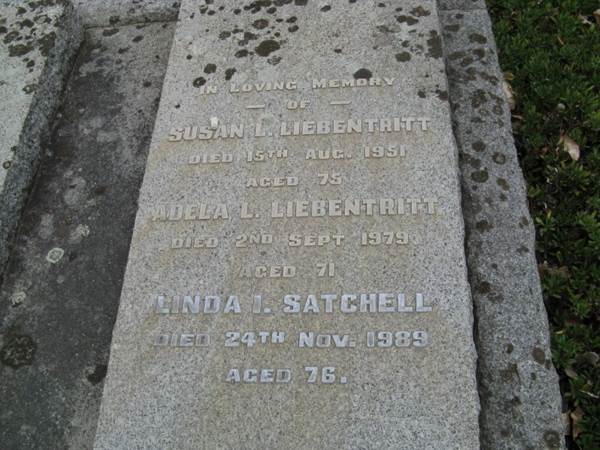 IN LOVING MEMORY
— OF —
SUSAN L. LIEBENTRITT
DIED 15TH AUG. 1951
AGED 75
ADELA L. LIEBENTRITT
DIED 2ND SEPT 1979
AGED 71
LINDA I. SATCHELL
DIED 24TH NOV. 1989
AGED 76.